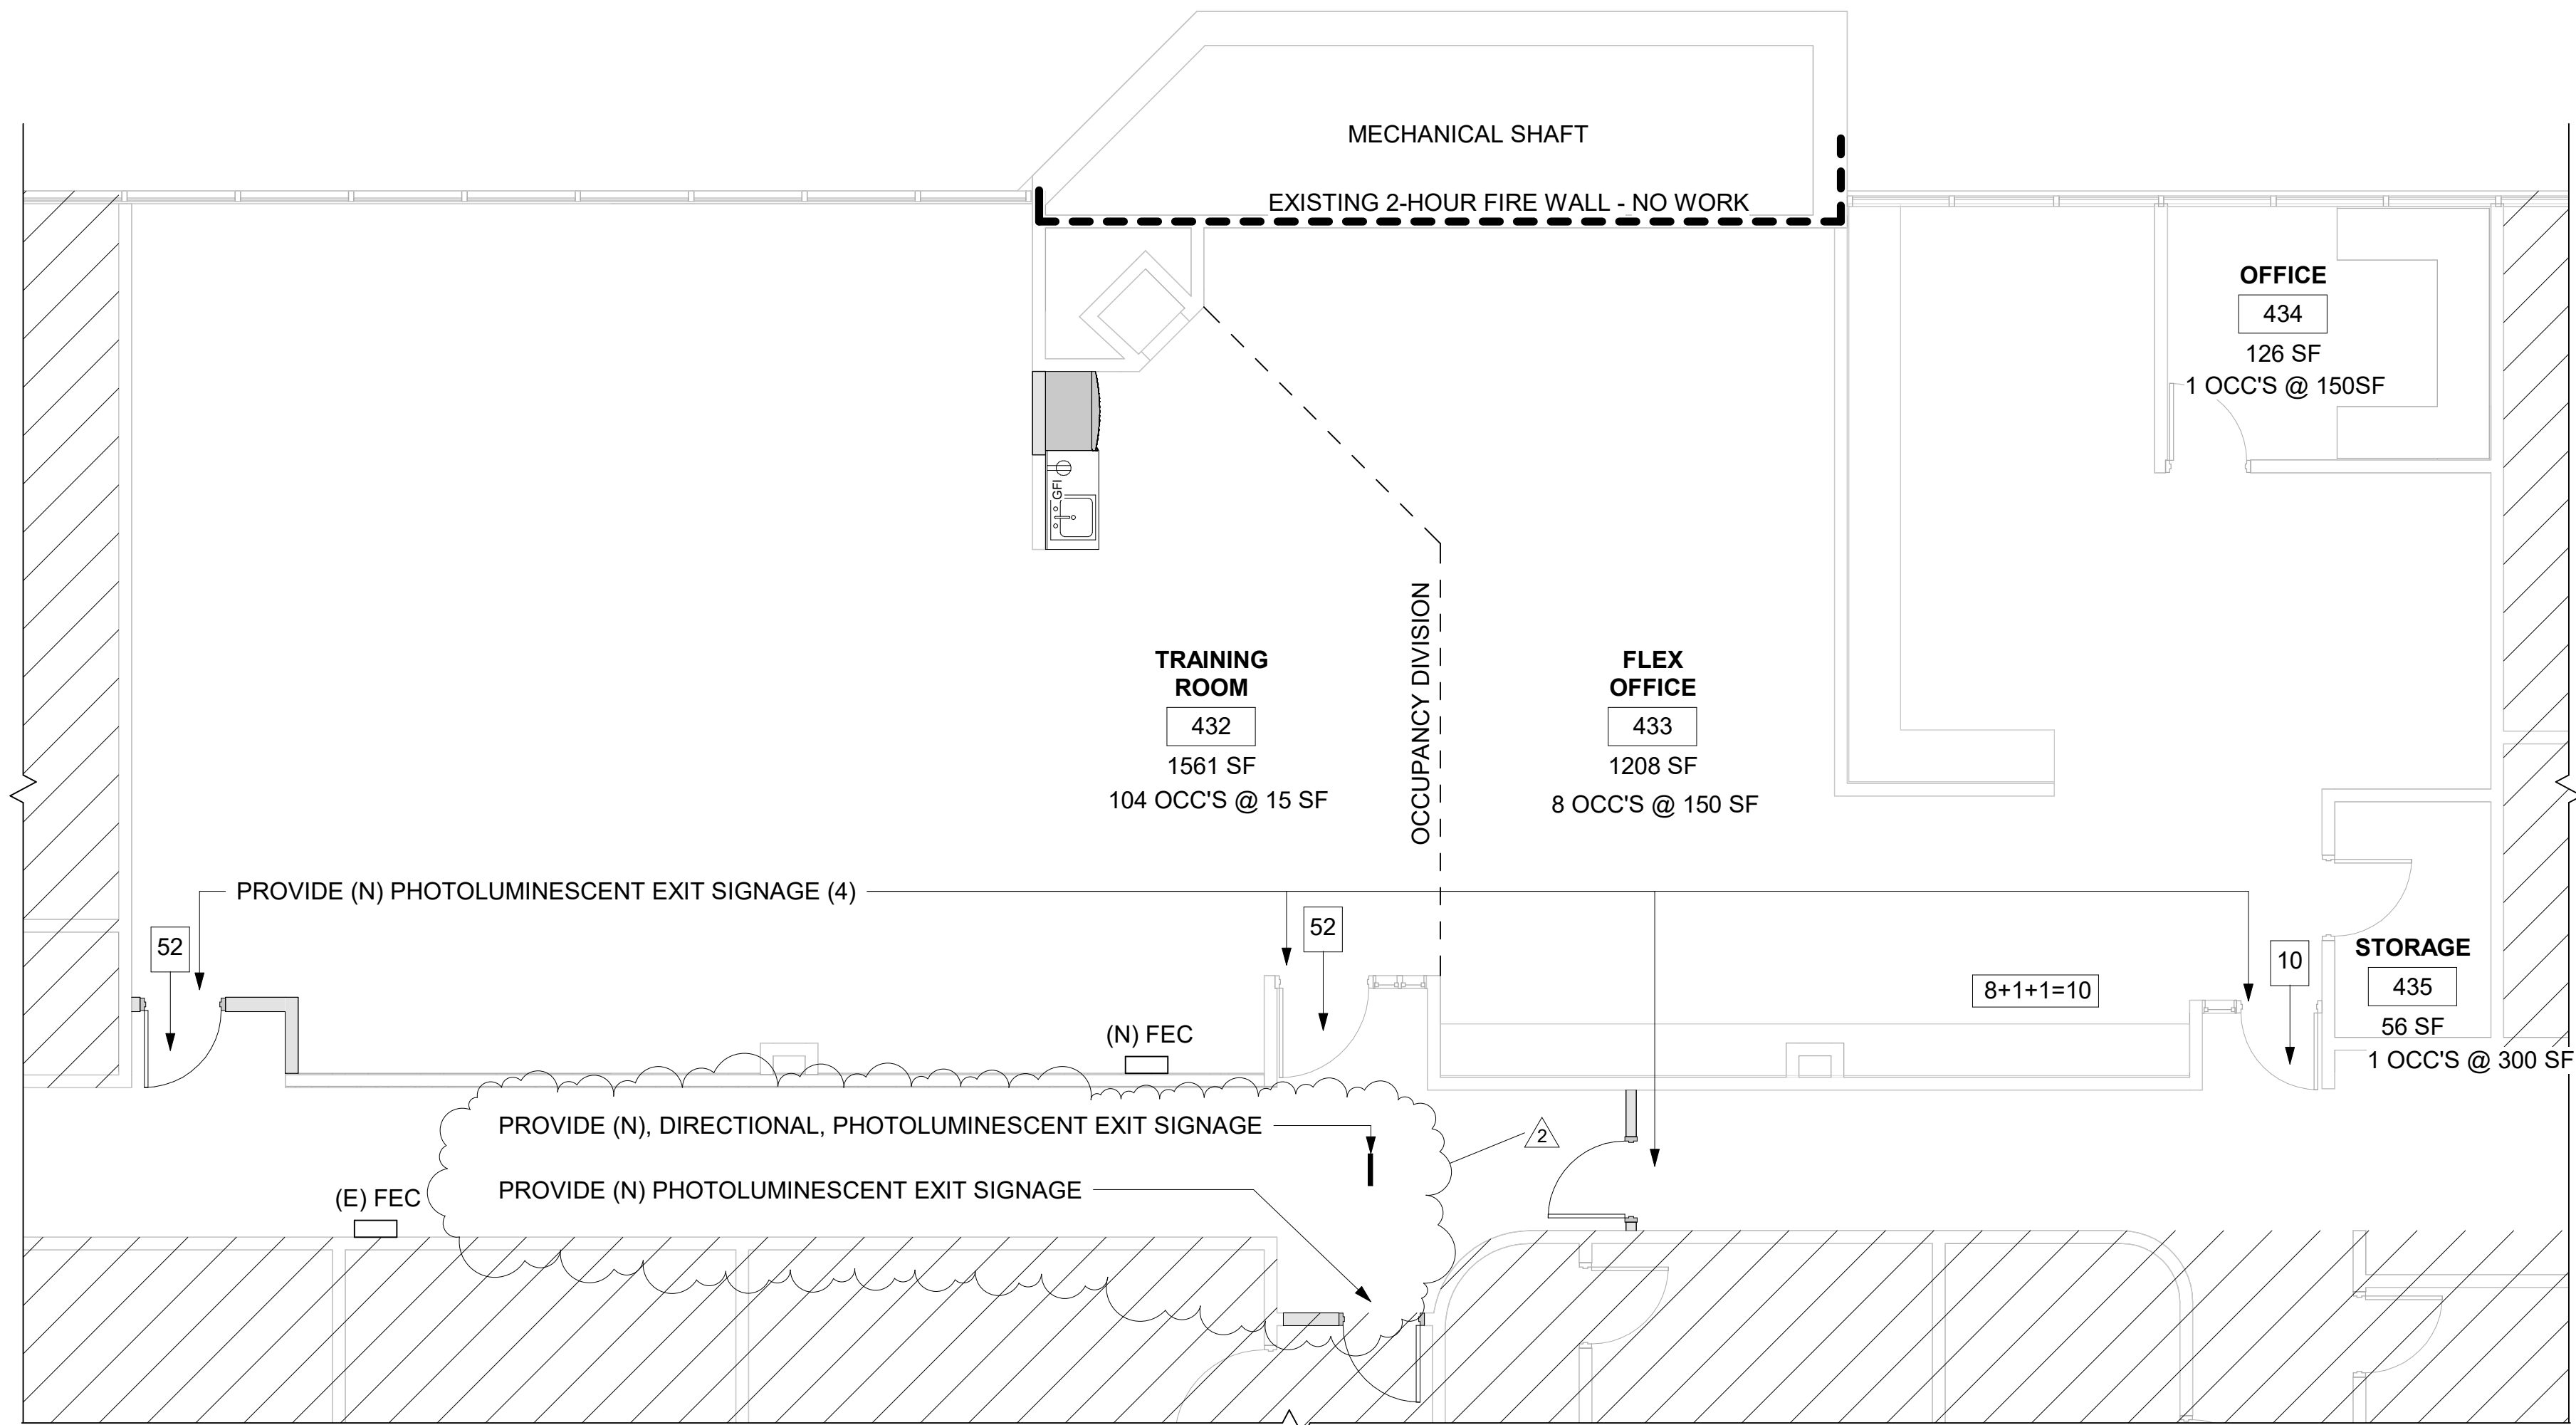 MECHANICAL SHAFT
EXISTING 2-HOUR FIRE WALL - NO WORK
OFFICE
434
126 SF
1 OCC'S @ 150SF
GFI
OCCUPANCY DIVISION
TRAINING
ROOM
432
1561 SF
104 OCC'S @ 15 SF
FLEX
OFFICE
433
1208 SF
8 OCC'S @ 150 SF
PROVIDE (N) PHOTOLUMINESCENT EXIT SIGNAGE (4)
52
52
10
8+1+1=10
STORAGE
435
56 SF
1 OCC'S @ 300 SF
(N) FEC
PROVIDE (N), DIRECTIONAL, PHOTOLUMINESCENT EXIT SIGNAGE
2
PROVIDE (N) PHOTOLUMINESCENT EXIT SIGNAGE
(E) FEC